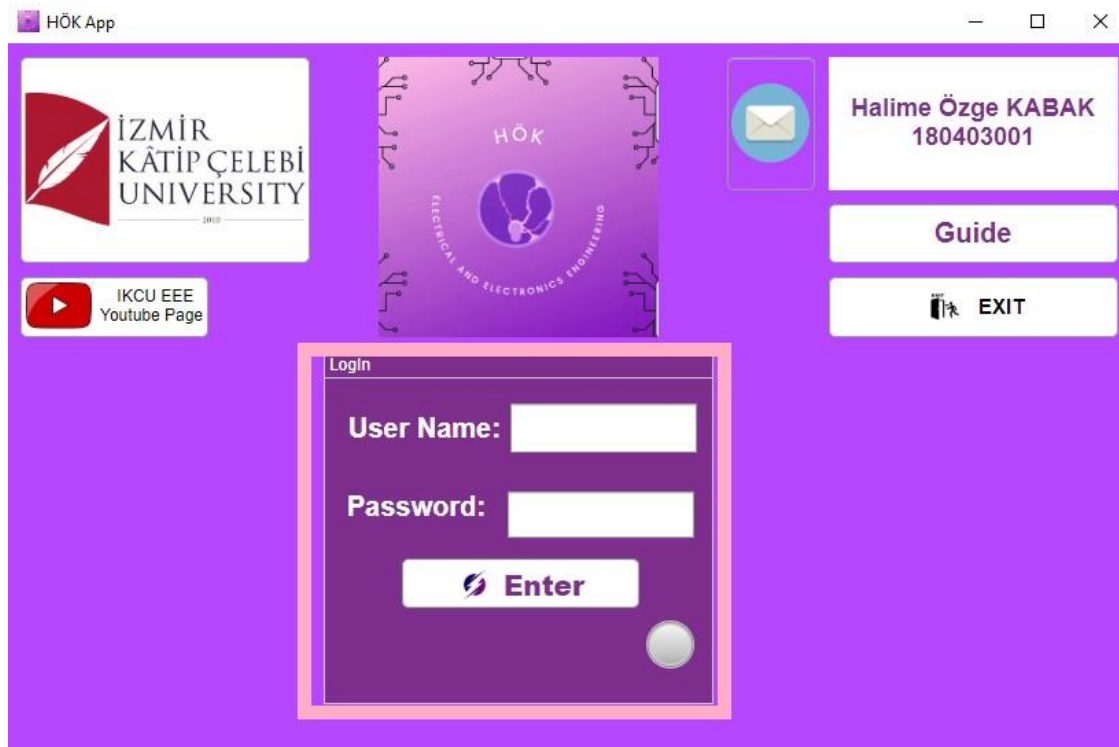 HÖK App
İZMİR
KÂTİP ÇELEBİ
UNIVERSITY
2010
HÖK
ELECTRICAL AND ELECTRONICS ENGINEERING
Halime Özge KABAK
180403001
Guide
IKCU EEE
Youtube Page
EXIT
Login
User Name:
Password:
Enter